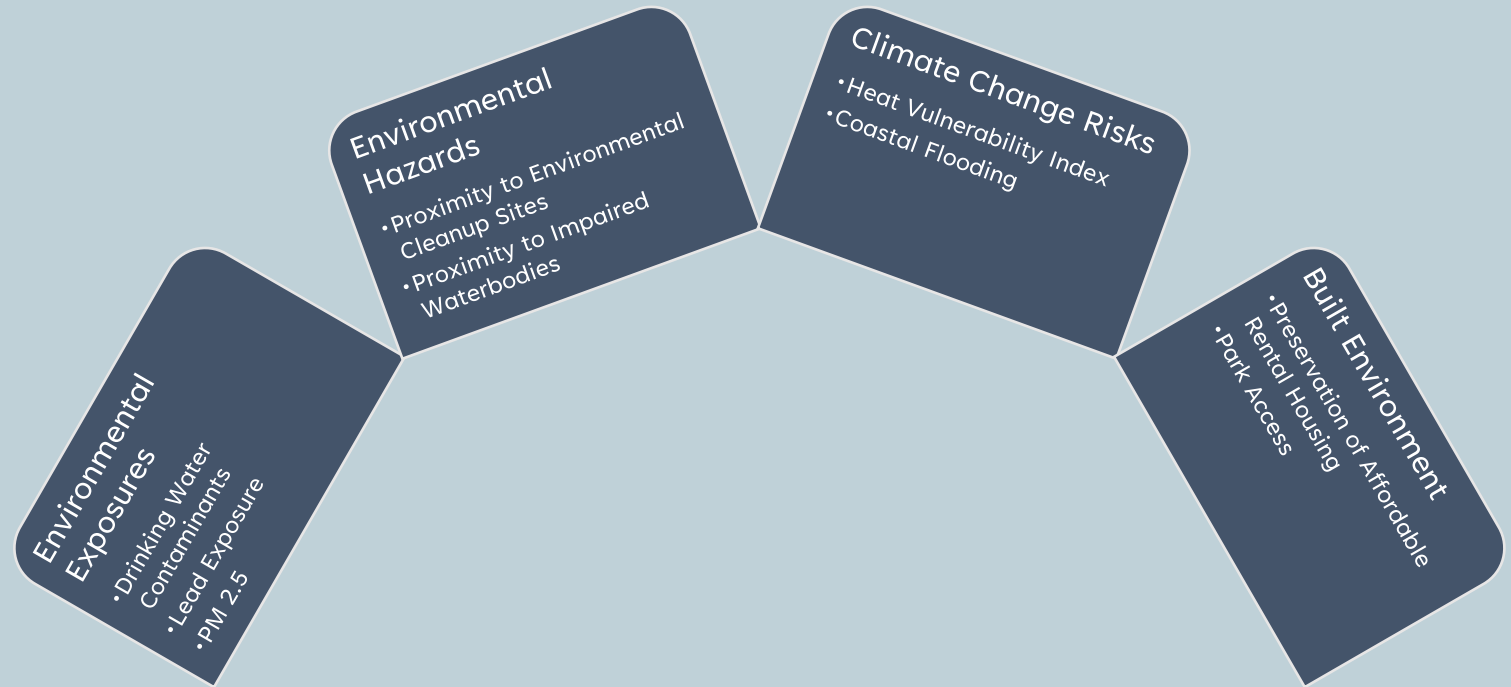 Environmental
Exposures
•Drinking Water
Contaminants
•Lead Exposure
•PM 2.5
Environmental
Hazards
•Proximity to Environmental
Cleanup Sites
•Proximity to Impaired
Waterbodies
Climate Change Risks
•Heat Vulnerability Index
•Coastal Flooding
Built Environment
•Preservation of Affordable
Rental Housing
•Park Access